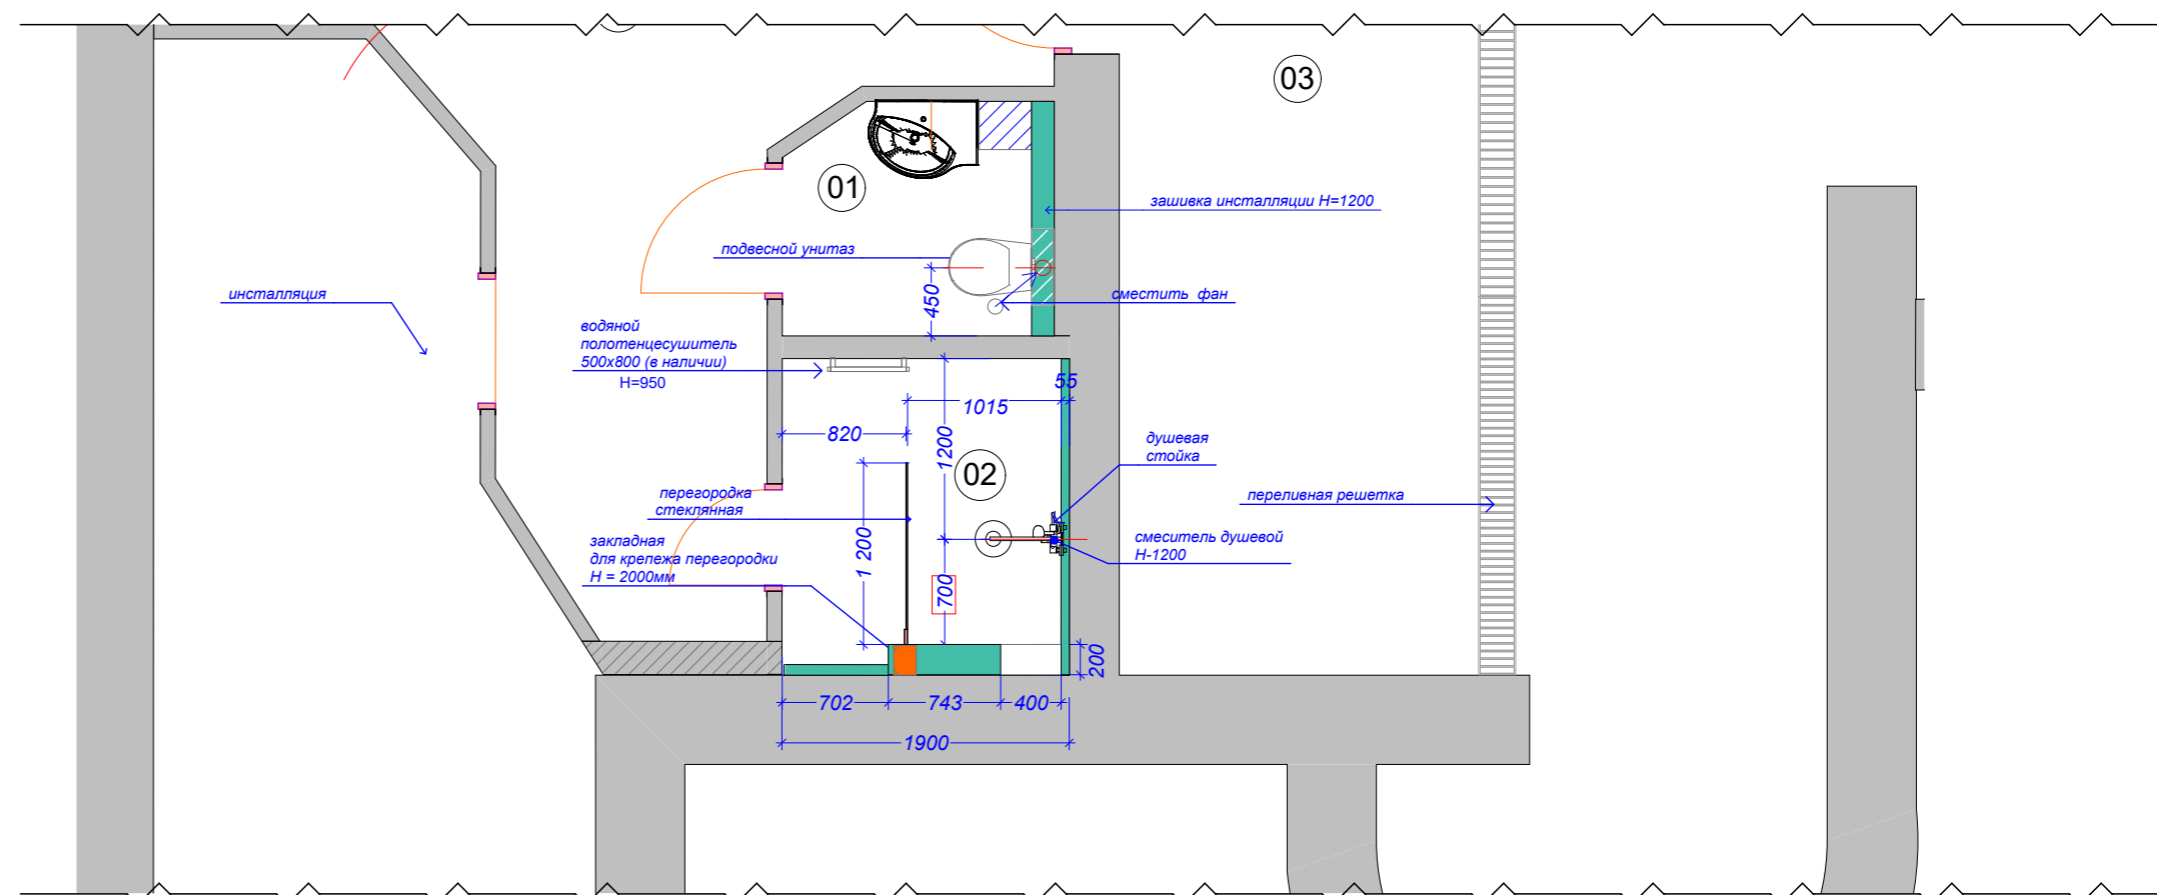 03
01
зашивка инсталляции H=1200
подвесной унитаз
инсталляция
сместить фан
450
водяной
полотенцесушитель
500x800 (в наличии)
H=950
55
1015
820
1200
02
душевая
стойка
перегородка
стеклянная
переливная решетка
закладная
для крепежа перегородки
H = 2000мм
1 200
смеситель душевой
H-1200
700
200
702
743
400
1900